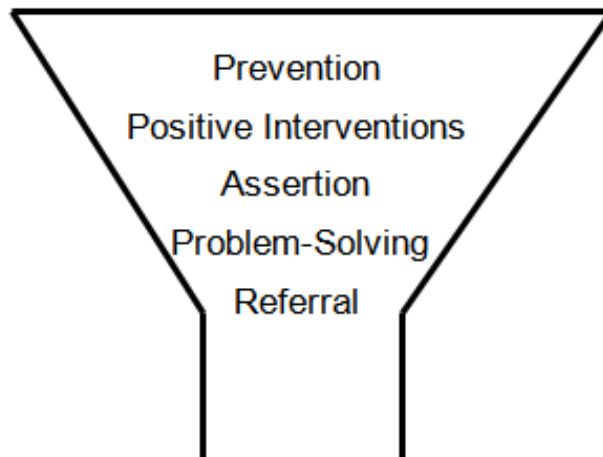 Prevention
Positive Interventions
Assertion
Problem-Solving
Referral